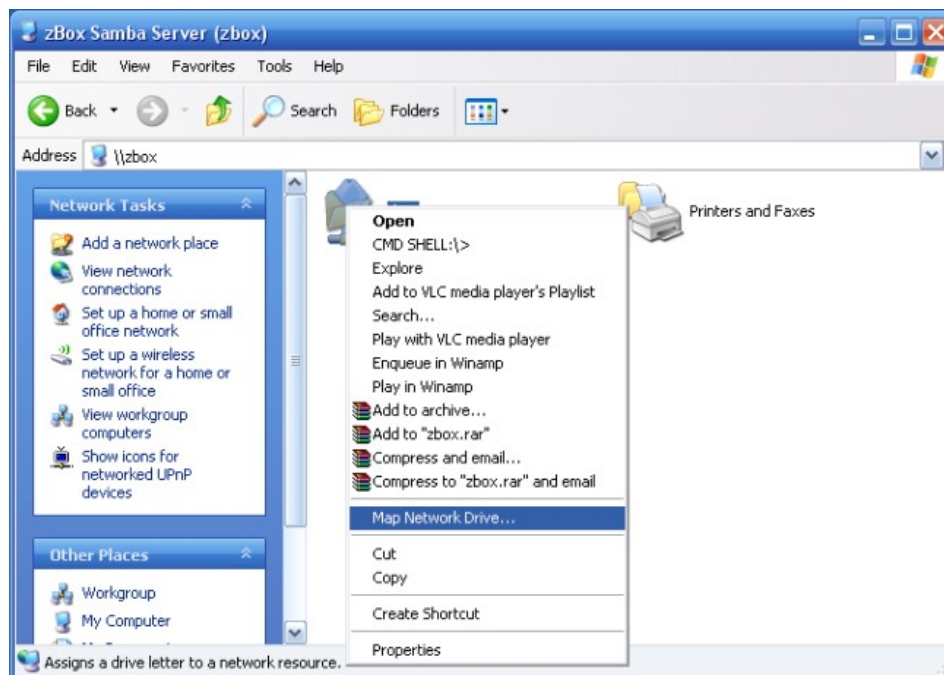 zBox Samba Server (zbox)
File Edit View Favorites Tools Help
Back Search Folders
Address \\zbox
Network Tasks
Add a network place
View network
connections
Set up a home or small
office network
Set up a wireless
network for a home or
small office
View workgroup
computers
Show icons for
networked UPnP
devices
Other Places
Workgroup
My Computer
Printers and Faxes
Open
CMD SHELL:\>
Explore
Add to VLC media player's Playlist
Search...
Play with VLC media player
Enqueue in Winamp
Play in Winamp
Add to archive...
Add to "zbox.rar"
Compress and email...
Compress to "zbox.rar" and email
Map Network Drive...
Cut
Copy
Create Shortcut
Properties
Assigns a drive letter to a network resource.